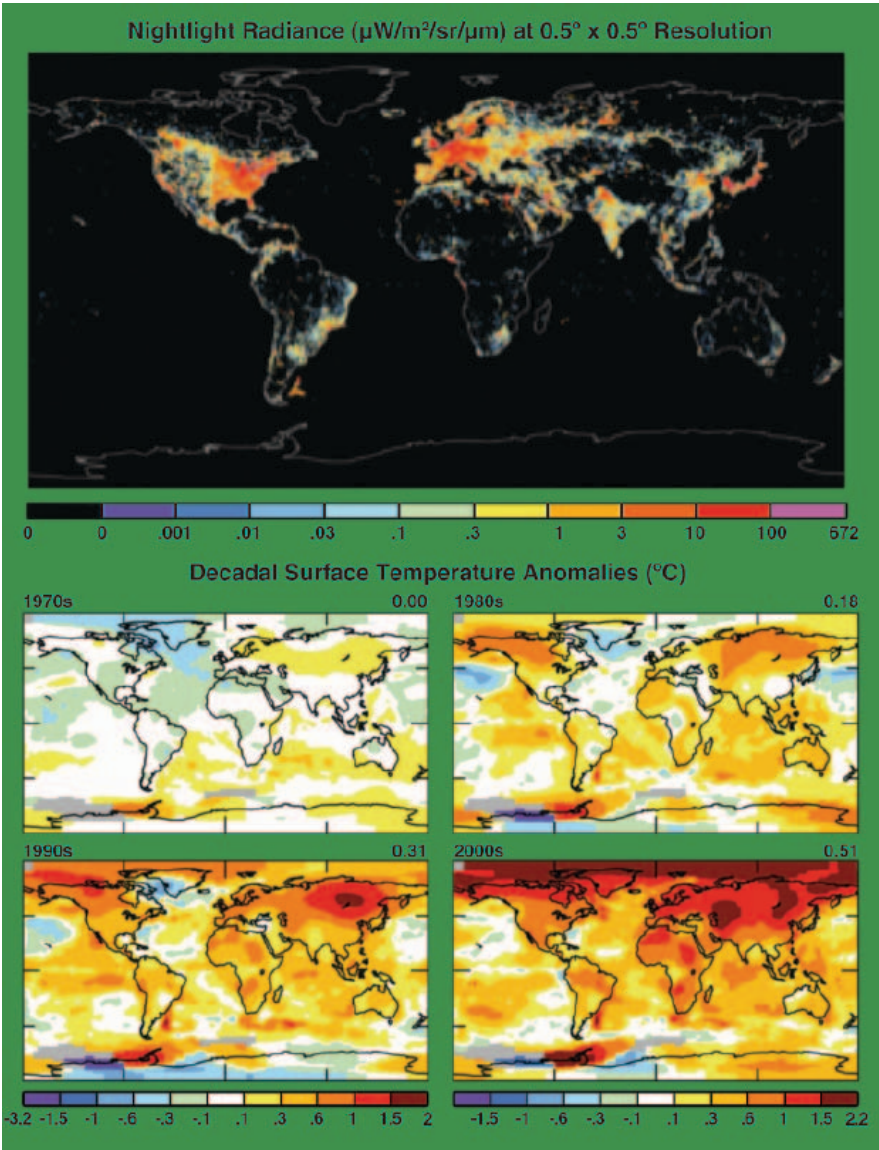 Nightlight Radiance (µW/m²/sr/µm) at 0.5° x 0.5° Resolution
0 0 .001 .01 .03 .1 .3 1 3 10 100 672
Decadal Surface Temperature Anomalies (°C)
1970s 0.00 1980s 0.18
1990s 0.31 2000s 0.51
-3.2 -1.5 -1 -.6 -.3 -.1 .1 .3 .6 1 1.5 2 -1.5 -1 -.6 -.3 -.1 .1 .3 .6 1 1.5 2.2